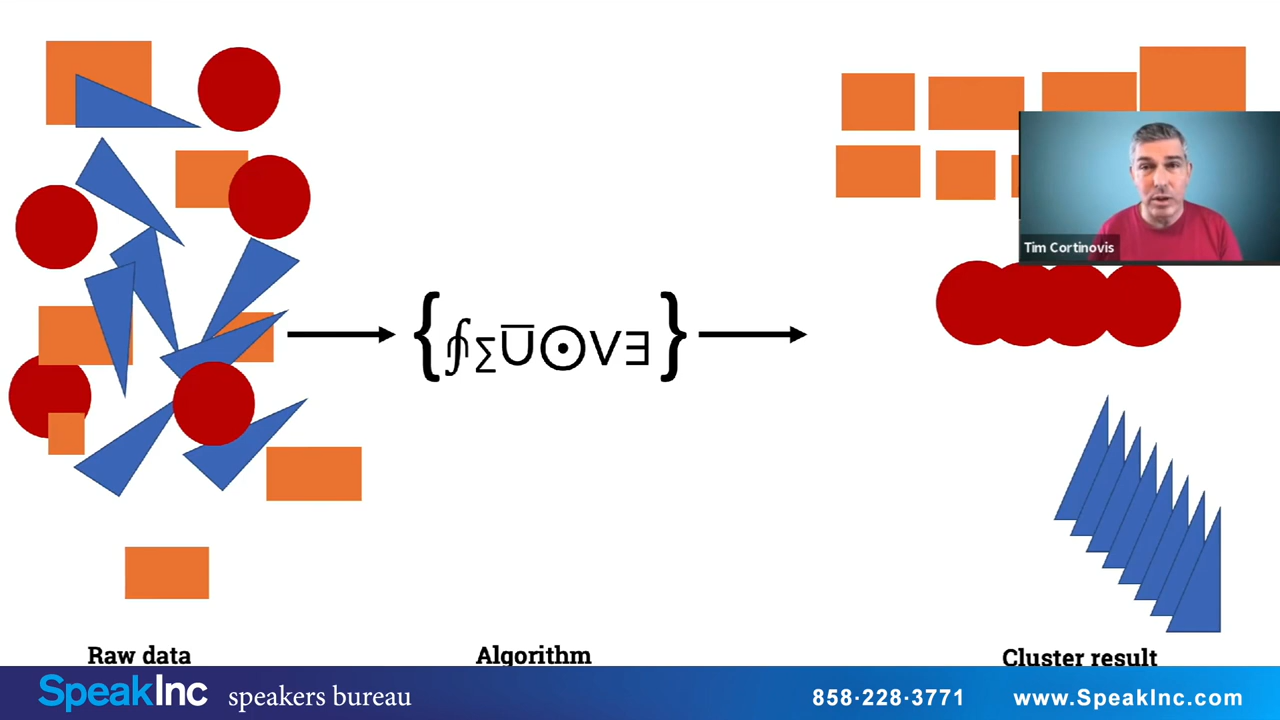 Tim Cortinovis
{∮∑U̅⊙V∃}
Raw data
Algorithm
Cluster result
SpeakInc speakers bureau
858·228·3771
www.SpeakInc.com